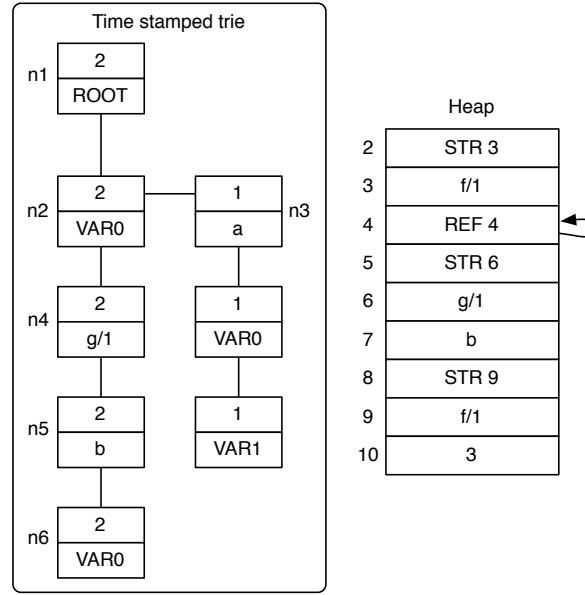 Time stamped trie
n1
2
ROOT
n2
2
VAR0
1
a
n3
n4
2
g/1
1
VAR0
n5
2
b
1
VAR1
n6
2
VAR0
Heap
2 STR 3
3 f/1
4 REF 4
5 STR 6
6 g/1
7 b
8 STR 9
9 f/1
10 3